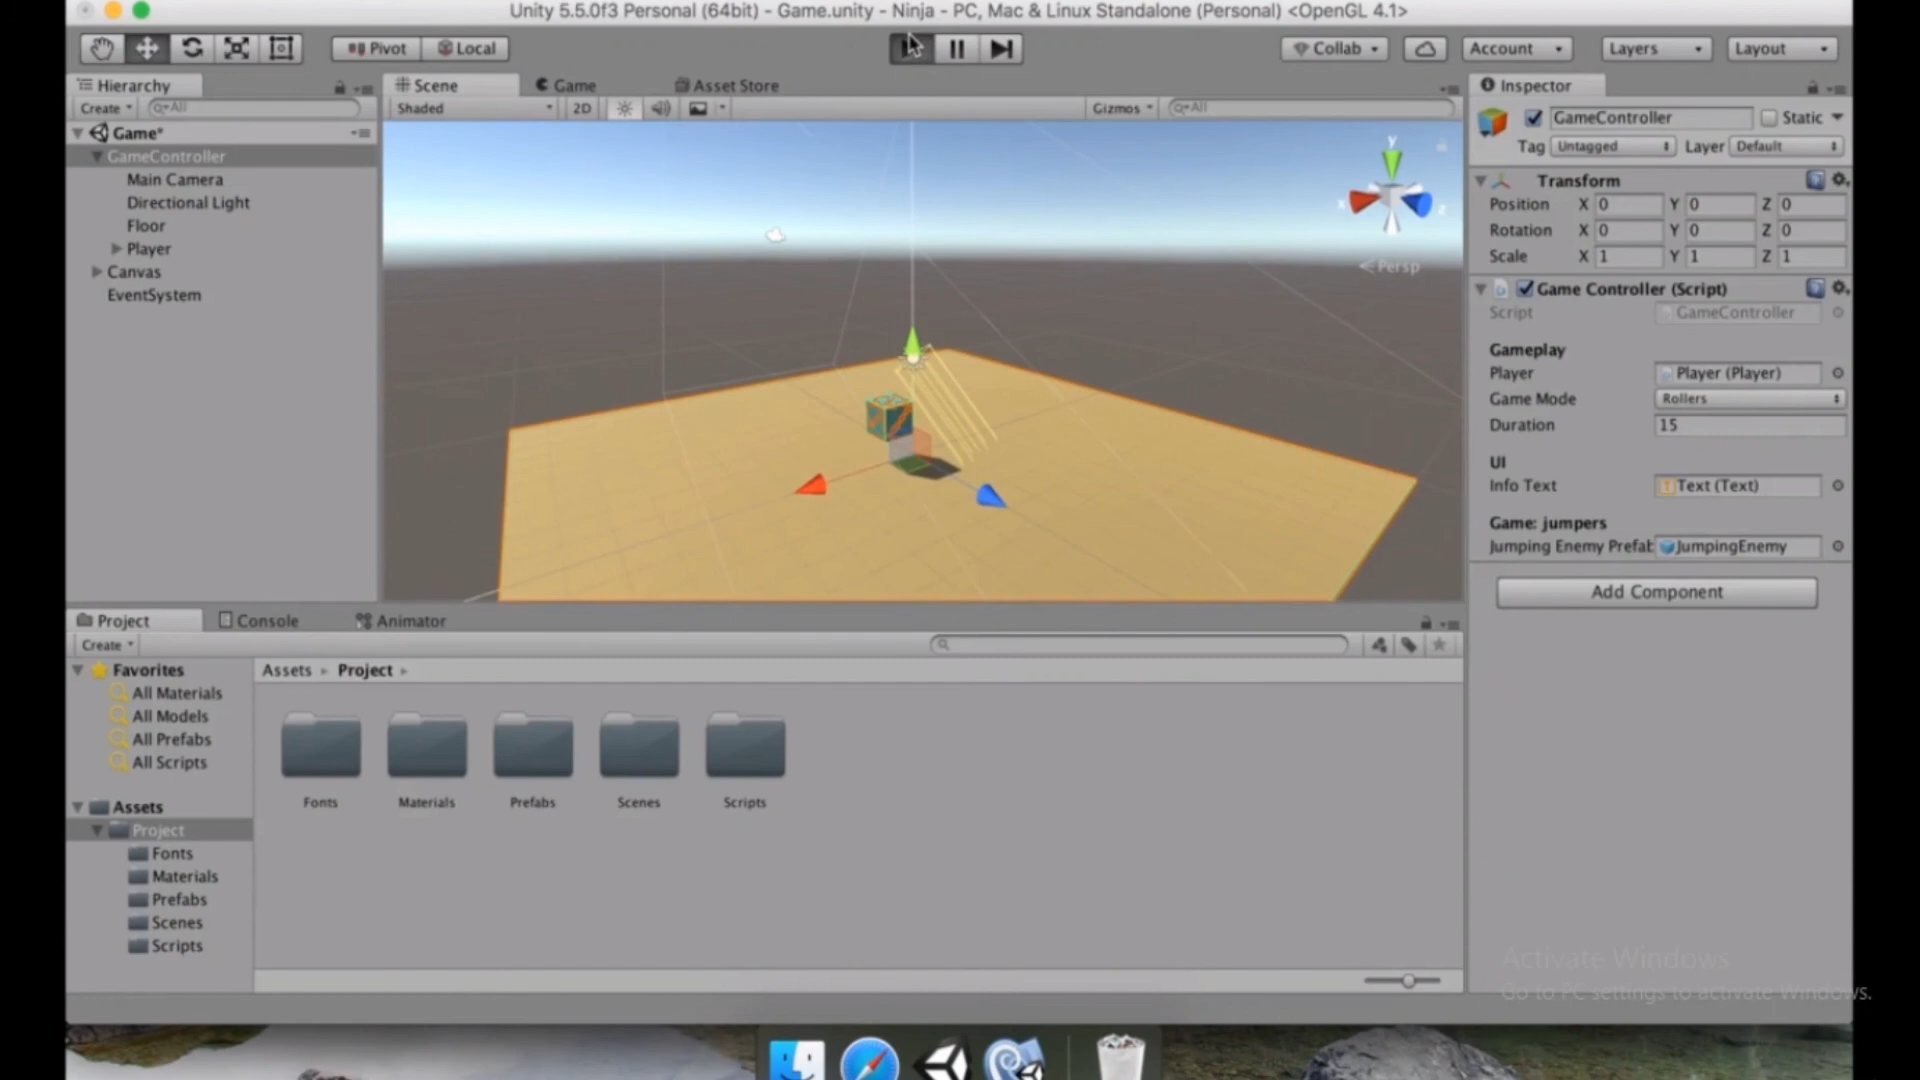 Unity 5.5.0f3 Personal (64bit) - Game.unity - Ninja - PC, Mac & Linux Standalone (Personal) <OpenGL 4.1>
Pivot Local Collab Account Layers Layout
Hierarchy
Create All
Game*
GameController
Main Camera
Directional Light
Floor
Player
Canvas
EventSystem
Scene Game Asset Store
Shaded 2D Gizmos All
y
x
z
Persp
Inspector
GameController Static
Tag Untagged Layer Default
Transform
Position X 0 Y 0 Z 0
Rotation X 0 Y 0 Z 0
Scale X 1 Y 1 Z 1
Game Controller (Script)
Script GameController
Gameplay
Player Player (Player)
Game Mode Rollers
Duration 15
UI
Info Text Text (Text)
Game: jumpers
Jumping Enemy Prefab JumpingEnemy
Add Component
Project Console Animator
Create
Favorites
All Materials
All Models
All Prefabs
All Scripts
Assets
Project
Fonts
Materials
Prefabs
Scenes
Scripts
Assets Project
Fonts Materials Prefabs Scenes Scripts
Activate Windows
Go to PC settings to activate Windows.